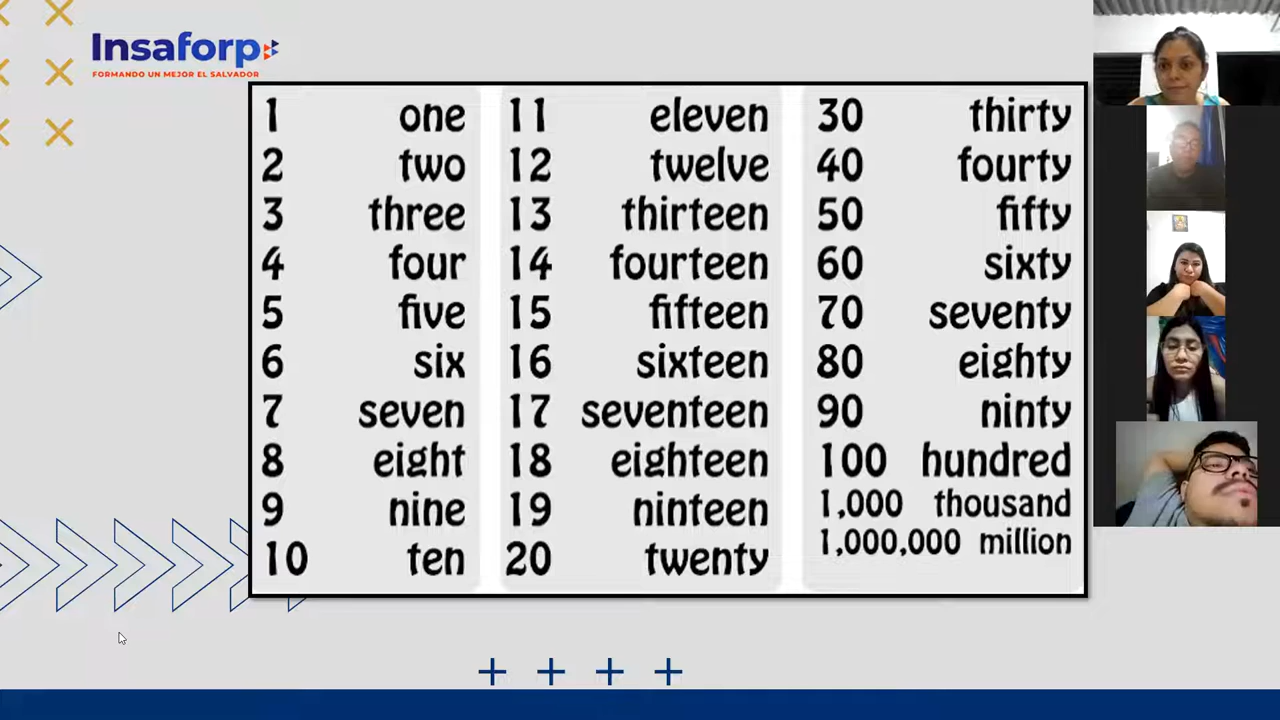 Insaforp
FORMANDO UN MEJOR EL SALVADOR
1 one
2 two
3 three
4 four
5 five
6 six
7 seven
8 eight
9 nine
10 ten
11 eleven
12 twelve
13 thirteen
14 fourteen
15 fifteen
16 sixteen
17 seventeen
18 eighteen
19 ninteen
20 twenty
30 thirty
40 fourty
50 fifty
60 sixty
70 seventy
80 eighty
90 ninty
100 hundred
1,000 thousand
1,000,000 million